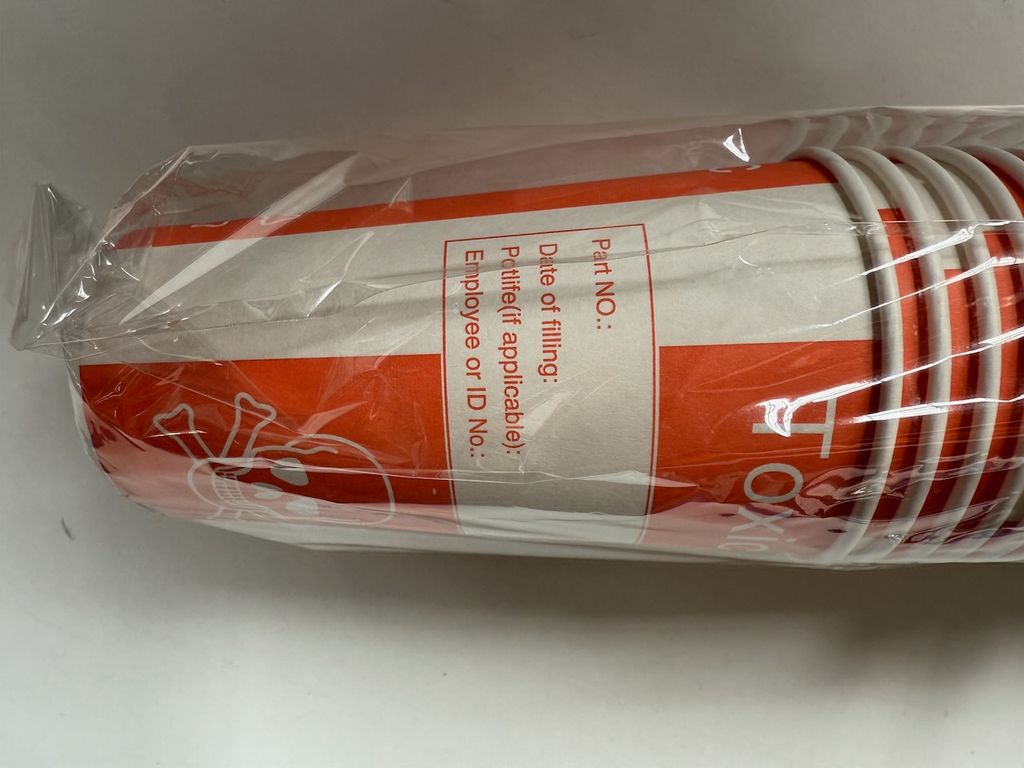 Toxic
Part NO.:
Date of filling:
Potlife(if applicable):
Employee or ID No.: